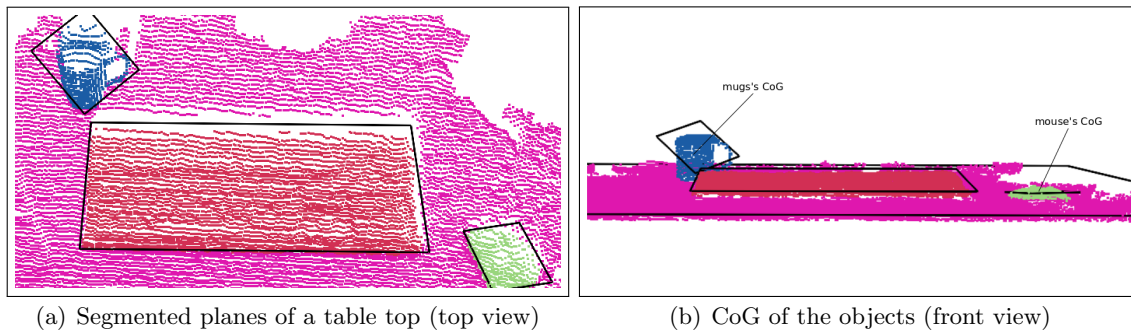 mugs's CoG
mouse's CoG
(a) Segmented planes of a table top (top view)
(b) CoG of the objects (front view)